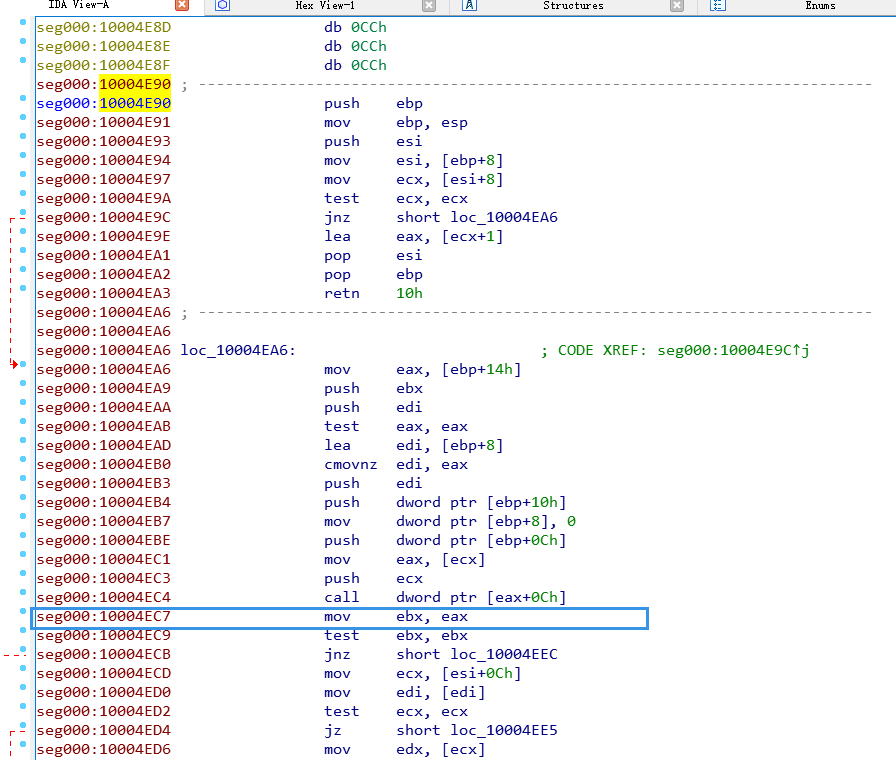 IDA View-A Hex View-1 Structures Enums
seg000:10004E8D db 0CCh
seg000:10004E8E db 0CCh
seg000:10004E8F db 0CCh
seg000:10004E90 ; ---------------------------------------------------------------------------
seg000:10004E90 push ebp
seg000:10004E91 mov ebp, esp
seg000:10004E93 push esi
seg000:10004E94 mov esi, [ebp+8]
seg000:10004E97 mov ecx, [esi+8]
seg000:10004E9A test ecx, ecx
seg000:10004E9C jnz short loc_10004EA6
seg000:10004E9E lea eax, [ecx+1]
seg000:10004EA1 pop esi
seg000:10004EA2 pop ebp
seg000:10004EA3 retn 10h
seg000:10004EA6 ; ---------------------------------------------------------------------------
seg000:10004EA6
seg000:10004EA6 loc_10004EA6: ; CODE XREF: seg000:10004E9C↑j
seg000:10004EA6 mov eax, [ebp+14h]
seg000:10004EA9 push ebx
seg000:10004EAA push edi
seg000:10004EAB test eax, eax
seg000:10004EAD lea edi, [ebp+8]
seg000:10004EB0 cmovnz edi, eax
seg000:10004EB3 push edi
seg000:10004EB4 push dword ptr [ebp+10h]
seg000:10004EB7 mov dword ptr [ebp+8], 0
seg000:10004EBE push dword ptr [ebp+0Ch]
seg000:10004EC1 mov eax, [ecx]
seg000:10004EC3 push ecx
seg000:10004EC4 call dword ptr [eax+0Ch]
seg000:10004EC7 mov ebx, eax
seg000:10004EC9 test ebx, ebx
seg000:10004ECB jnz short loc_10004EEC
seg000:10004ECD mov ecx, [esi+0Ch]
seg000:10004ED0 mov edi, [edi]
seg000:10004ED2 test ecx, ecx
seg000:10004ED4 jz short loc_10004EE5
seg000:10004ED6 mov edx, [ecx]